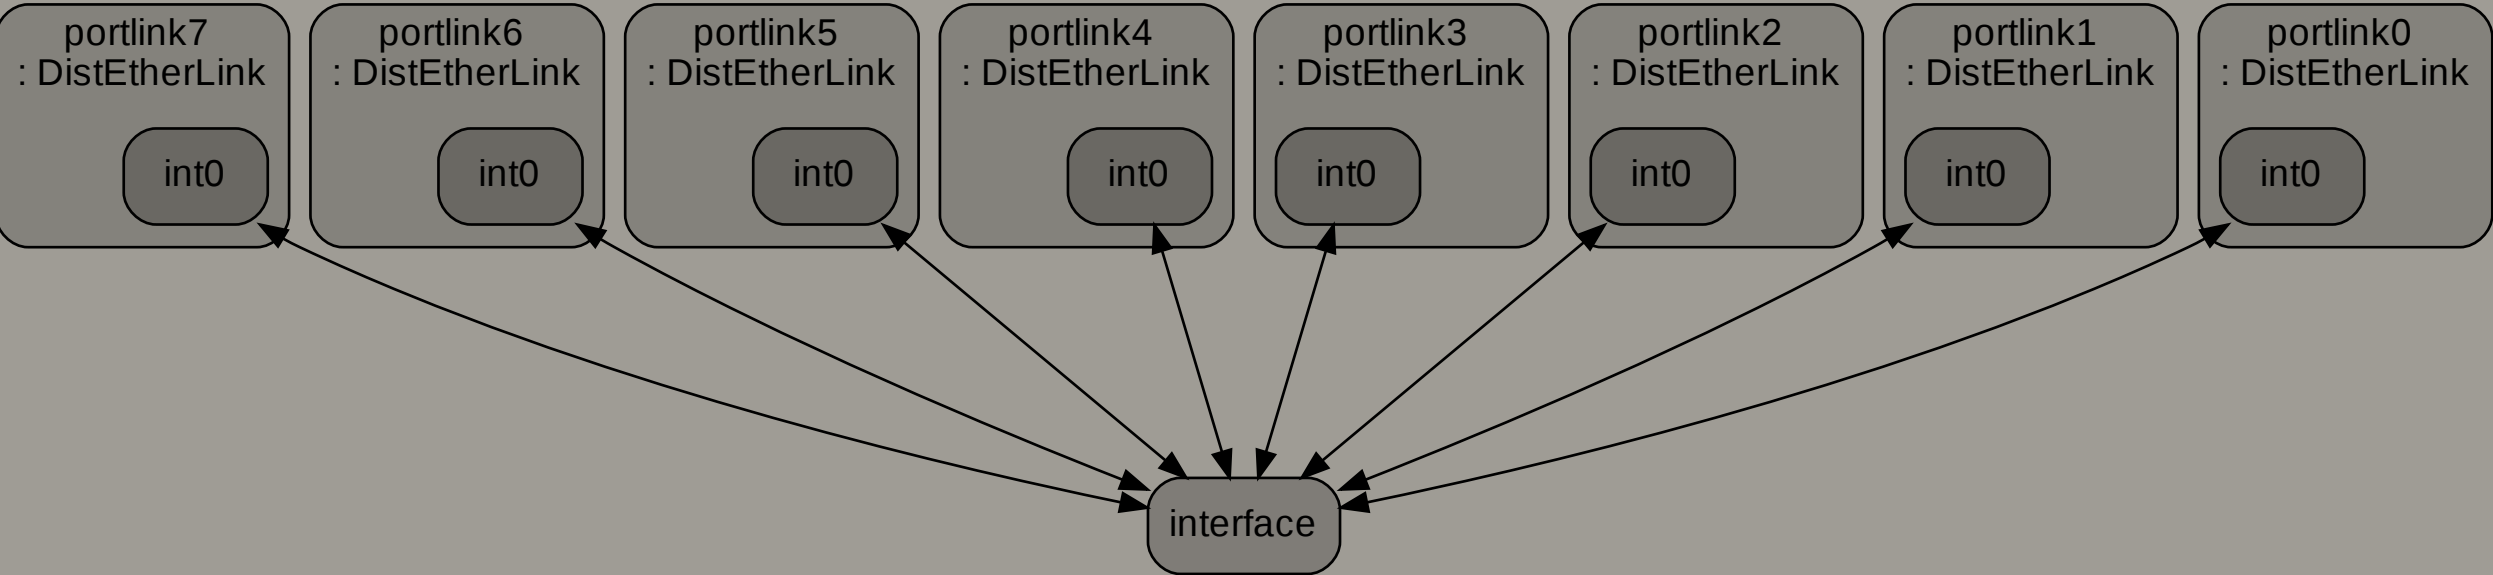 portlink7
: DistEtherLink
int0
portlink6
: DistEtherLink
int0
portlink5
: DistEtherLink
int0
portlink4
: DistEtherLink
int0
portlink3
: DistEtherLink
int0
portlink2
: DistEtherLink
int0
portlink1
: DistEtherLink
int0
portlink0
: DistEtherLink
int0
interface